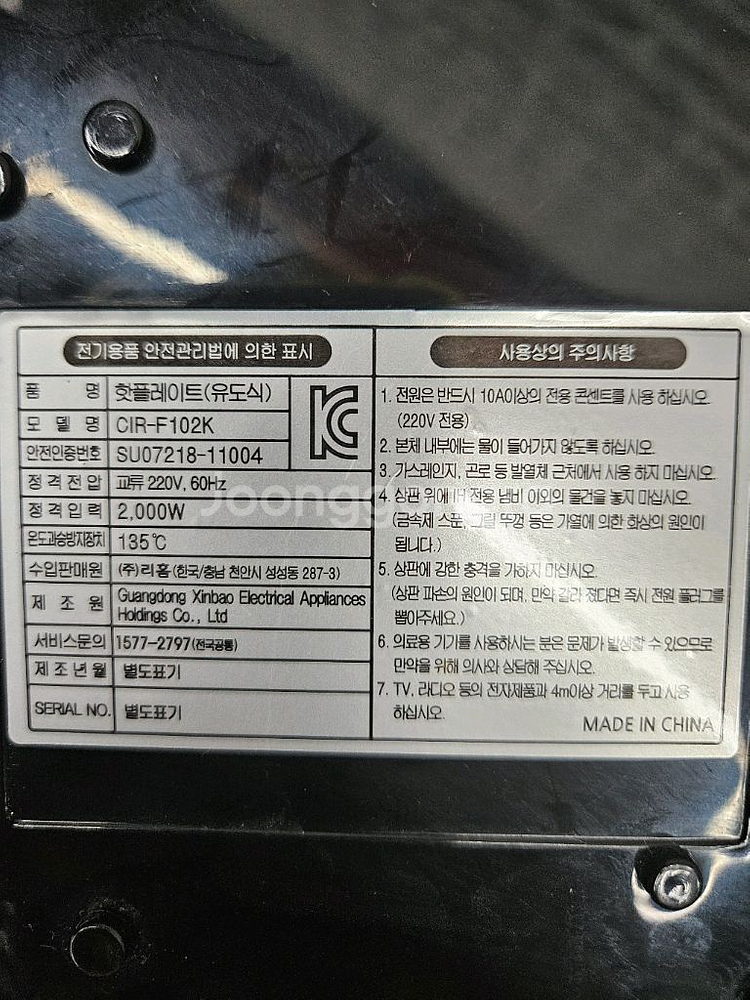 전기용품 안전관리법에 의한 표시
품 명 핫플레이트(유도식)
모 델 명 CIR-F102K
안전인증번호 SU07218-11004
정 격 전 압 교류 220V, 60Hz
정 격 입 력 2,000W
온도과승방지장치 135℃
수입판매원 (주)리홈(한국/충남 천안시 성성동 287-3)
제 조 원 Guangdong Xinbao Electrical Appliances
Holdings Co., Ltd
서비스문의 1577-2797(전국공통)
제 조 년 월 별도표기
SERIAL NO. 별도표기
사용상의 주의사항
1. 전원은 반드시 10A이상의 전용 콘센트를 사용 하십시오.
(220V 전용)
2. 본체 내부에는 물이 들어가지 않도록 하십시오.
3. 가스레인지, 곤로 등 발열체 근처에서 사용 하지 마십시오.
4. 상판 위에 IH 전용 냄비 이외의 물건을 놓지 마십시오.
(금속제 스푼, 그릴 뚜껑 등은 가열에 의한 화상의 원인이
됩니다.)
5. 상판에 강한 충격을 가하지 마십시오.
(상판 파손의 원인이 되며, 만약 갈라 졌다면 즉시 전원 플러그를
뽑아주세요.)
6. 의료용 기기를 사용하시는 분은 문제가 발생할 수 있으므로
만약을 위해 의사와 상담해 주십시오.
7. TV, 라디오 등의 전자제품과 4m이상 거리를 두고 사용
하십시오.
MADE IN CHINA